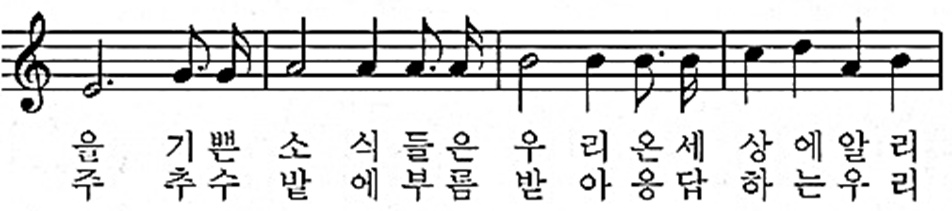 음 기쁜 소 식 들은 우 리 온세 상 에알 리
주 추수 밭 에 부름 받 아 응답 하 는우 리